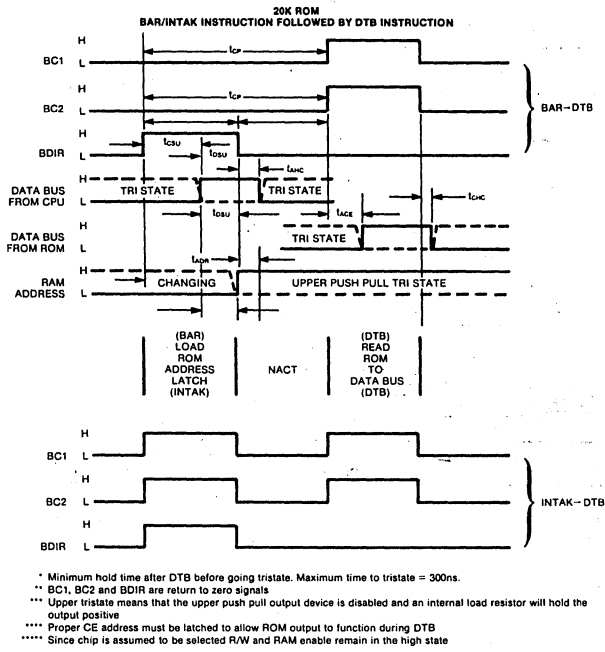 20K ROM
BAR/INTAK INSTRUCTION FOLLOWED BY DTB INSTRUCTION
H
BC1 L
tCP
H
BC2 L
tCP
BAR→DTB
H
BDIR L
tCSU
tDSU
tAHC
DATA BUS FROM CPU
H
L
TRI STATE
TRI STATE
tDSU
tACE
tCHC
DATA BUS FROM ROM
H
L
TRI STATE
tADR
RAM ADDRESS
H
L
CHANGING
UPPER PUSH PULL TRI STATE
(BAR)
LOAD
ROM
ADDRESS
LATCH
(INTAK)
NACT
(DTB)
READ
ROM
TO
DATA BUS
(DTB)
H
BC1 L
H
BC2 L
INTAK→DTB
H
BDIR L
* Minimum hold time after DTB before going tristate. Maximum time to tristate = 300ns.
** BC1, BC2 and BDIR are return to zero signals
*** Upper tristate means that the upper push pull output device is disabled and an internal load resistor will hold the
output positive
**** Proper CE address must be latched to allow ROM output to function during DTB
***** Since chip is assumed to be selected R/W and RAM enable remain in the high state